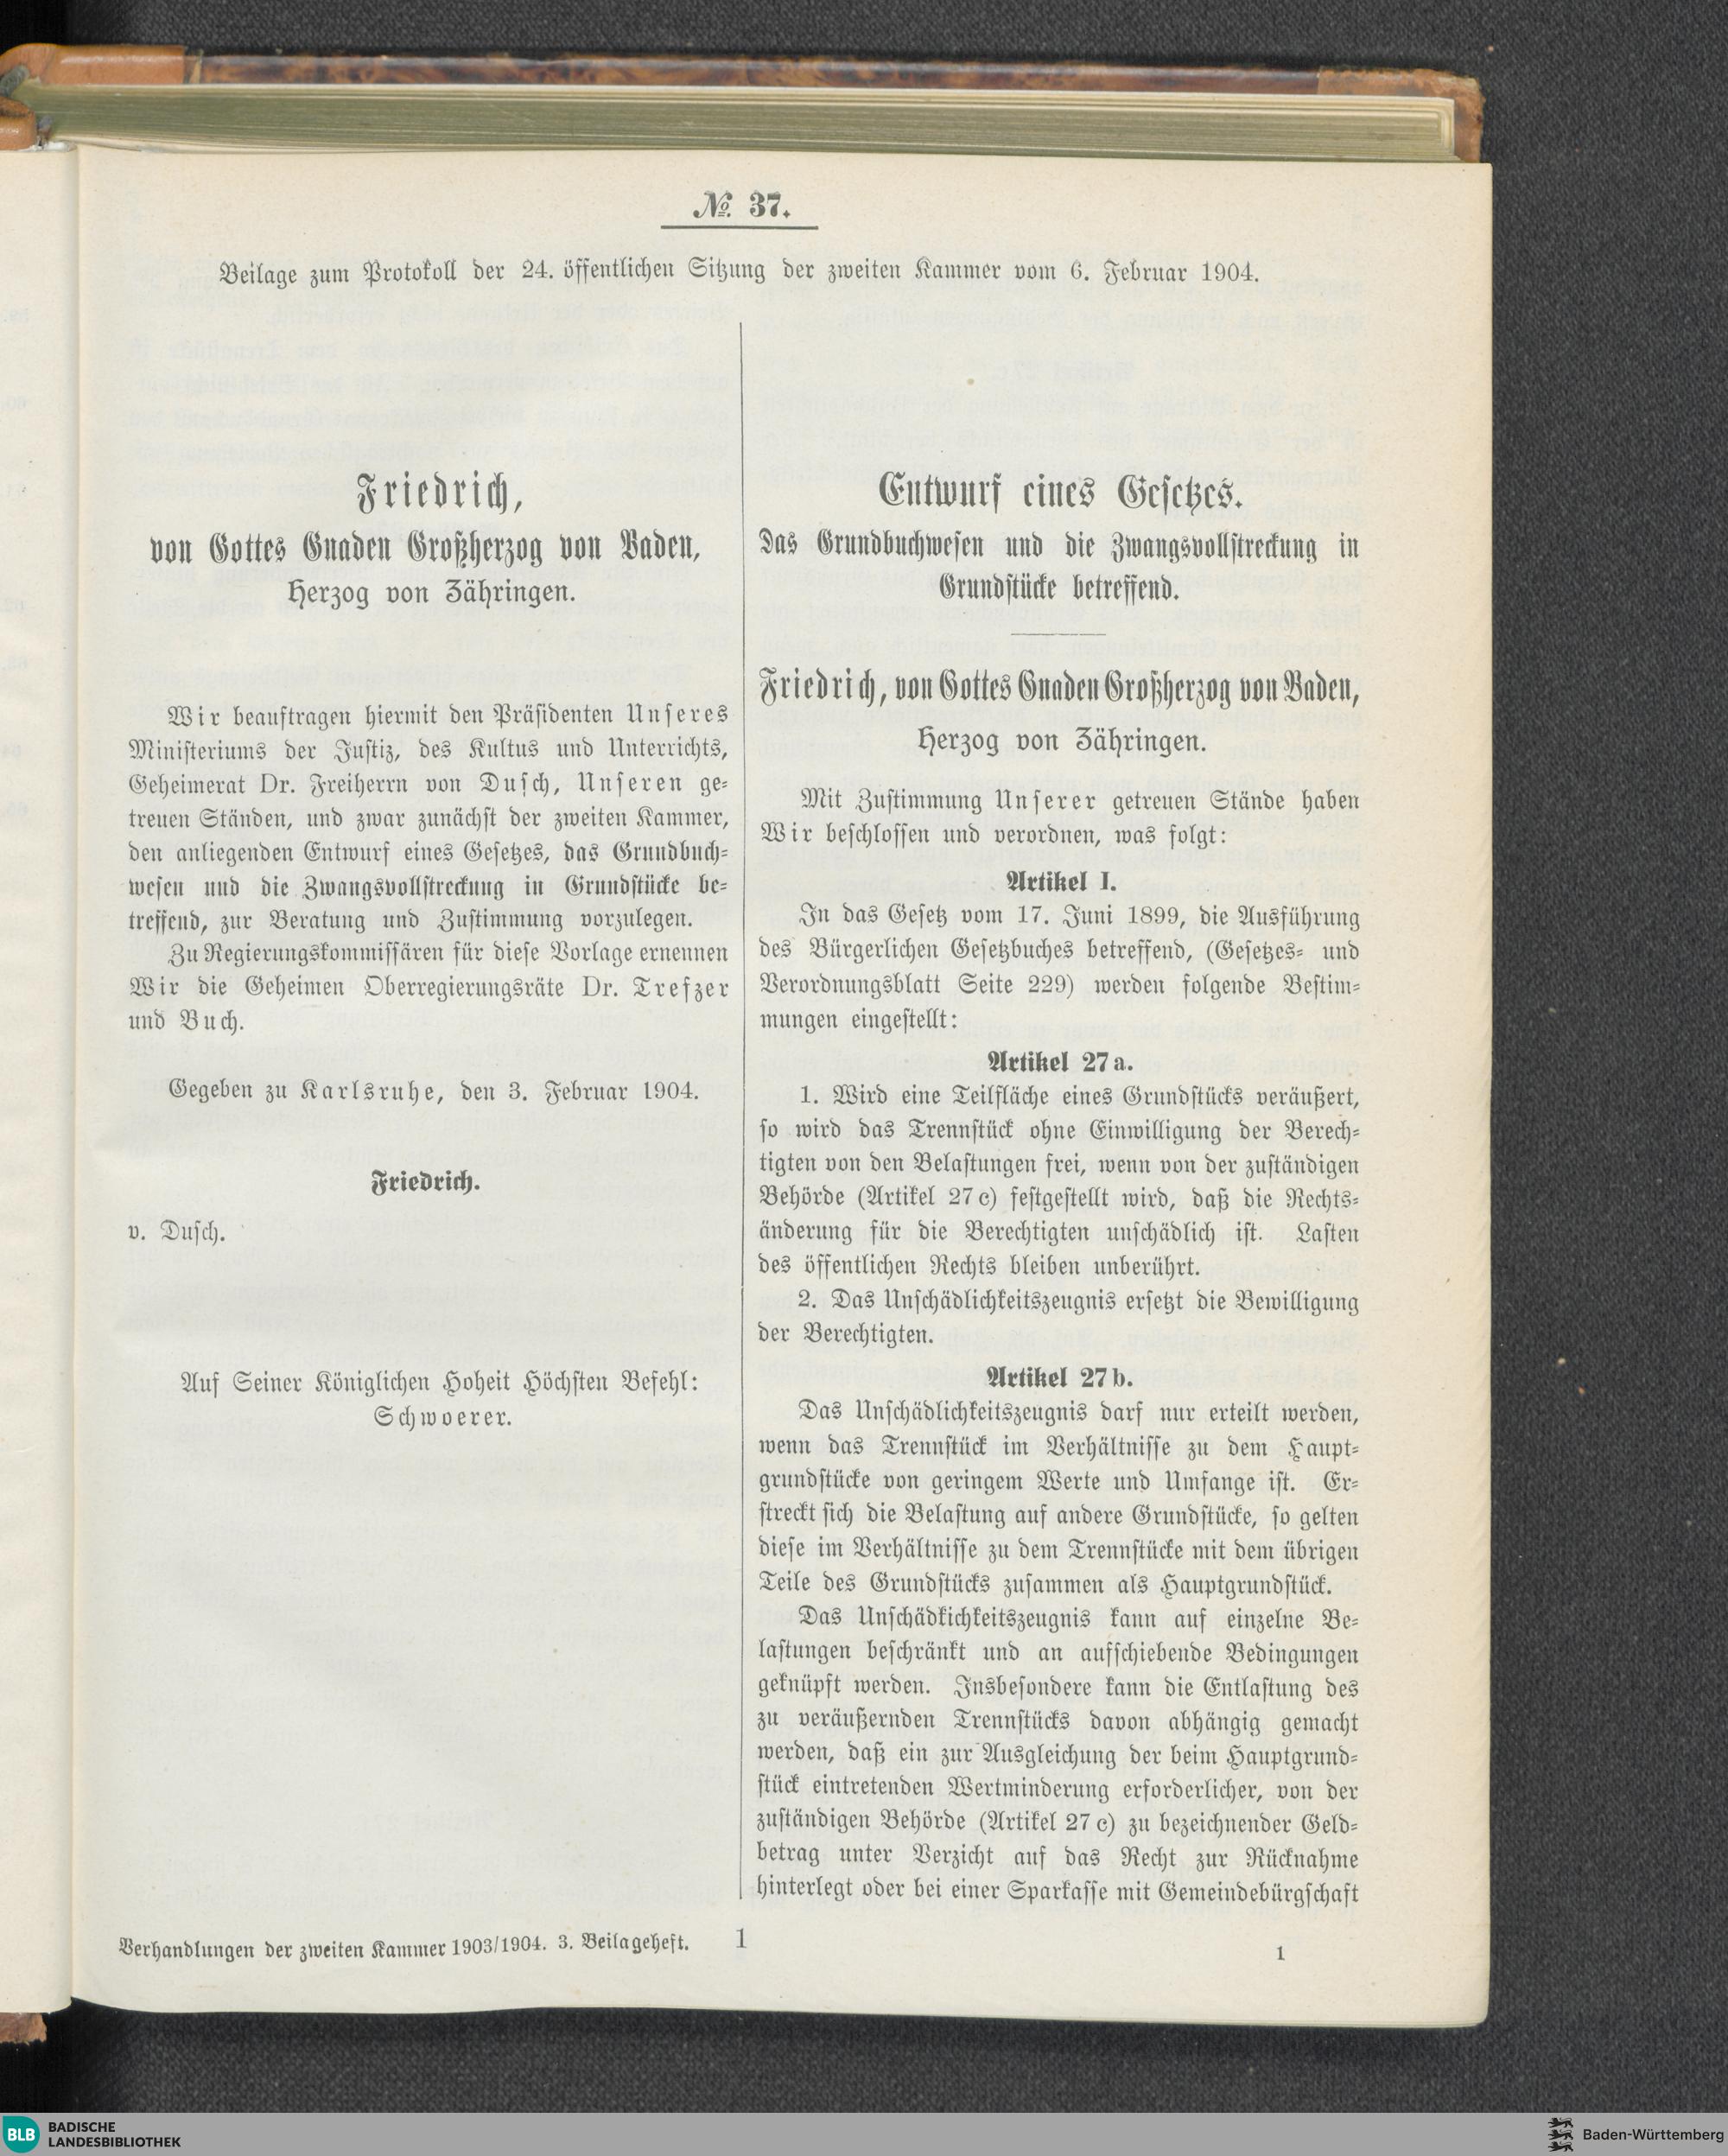 № 37.
Beilage zum Protokoll der 24. öffentlichen Sitzung der zweiten Kammer vom 6. Februar 1904.
Friedrich,
von Gottes Gnaden Großherzog von Baden,
Herzog von Zähringen.
Wir beauftragen hiermit den Präsidenten Unseres
Ministeriums der Justiz, des Kultus und Unterrichts,
Geheimerat Dr. Freiherrn von Dusch, Unseren ge-
treuen Ständen, und zwar zunächst der zweiten Kammer,
den anliegenden Entwurf eines Gesetzes, das Grundbuch-
wesen und die Zwangsvollstreckung in Grundstücke be-
treffend, zur Beratung und Zustimmung vorzulegen.
Zu Regierungskommissären für diese Vorlage ernennen
Wir die Geheimen Oberregierungsräte Dr. Trefzer
und Buch.
Gegeben zu Karlsruhe, den 3. Februar 1904.
Friedrich.
v. Dusch.
Auf Seiner Königlichen Hoheit Höchsten Befehl:
Schwoerer.
Entwurf eines Gesetzes.
Das Grundbuchwesen und die Zwangsvollstreckung in
Grundstücke betreffend.
Friedrich, von Gottes Gnaden Großherzog von Baden,
Herzog von Zähringen.
Mit Zustimmung Unserer getreuen Stände haben
Wir beschlossen und verordnen, was folgt:
Artikel I.
In das Gesetz vom 17. Juni 1899, die Ausführung
des Bürgerlichen Gesetzbuches betreffend, (Gesetzes- und
Verordnungsblatt Seite 229) werden folgende Bestim-
mungen eingestellt:
Artikel 27a.
1. Wird eine Teilfläche eines Grundstücks veräußert,
so wird das Trennstück ohne Einwilligung der Berech-
tigten von den Belastungen frei, wenn von der zuständigen
Behörde (Artikel 27c) festgestellt wird, daß die Rechts-
änderung für die Berechtigten unschädlich ist. Lasten
des öffentlichen Rechts bleiben unberührt.
2. Das Unschädlichkeitszeugnis ersetzt die Bewilligung
der Berechtigten.
Artikel 27b.
Das Unschädlichkeitszeugnis darf nur erteilt werden,
wenn das Trennstück im Verhältnisse zu dem Haupt-
grundstücke von geringem Werte und Umfange ist. Er-
streckt sich die Belastung auf andere Grundstücke, so gelten
diese im Verhältnisse zu dem Trennstücke mit dem übrigen
Teile des Grundstücks zusammen als Hauptgrundstück.
Das Unschädkichkeitszeugnis kann auf einzelne Be-
lastungen beschränkt und an aufschiebende Bedingungen
geknüpft werden. Insbesondere kann die Entlastung des
zu veräußernden Trennstücks davon abhängig gemacht
werden, daß ein zur Ausgleichung der beim Hauptgrund-
stück eintretenden Wertminderung erforderlicher, von der
zuständigen Behörde (Artikel 27c) zu bezeichnender Geld-
betrag unter Verzicht auf das Recht zur Rücknahme
hinterlegt oder bei einer Sparkasse mit Gemeindebürgschaft
Verhandlungen der zweiten Kammer 1903/1904. 3. Beilageheft.
1
1
BLB BADISCHE
LANDESBIBLIOTHEK
Baden-Württemberg